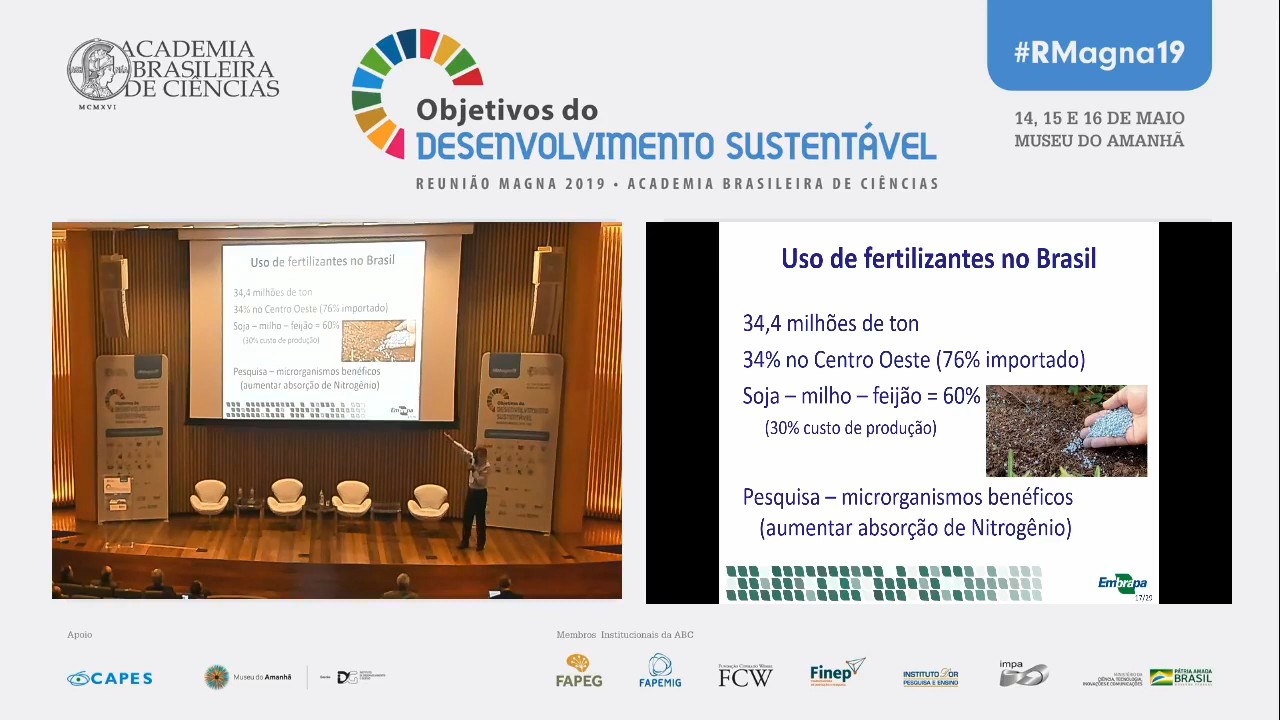 ACADEMIA
BRASILEIRA
DE CIÊNCIAS
MCMXVI
Objetivos do
DESENVOLVIMENTO SUSTENTÁVEL
REUNIÃO MAGNA 2019 • ACADEMIA BRASILEIRA DE CIÊNCIAS
#RMagna19
14, 15 E 16 DE MAIO
MUSEU DO AMANHÃ
Uso de fertilizantes no Brasil
34,4 milhões de ton
34% no Centro Oeste (76% importado)
Soja – milho – feijão = 60%
(30% custo de produção)
Pesquisa – microrganismos benéficos
(aumentar absorção de Nitrogênio)
Embrapa
Uso de fertilizantes no Brasil
34,4 milhões de ton
34% no Centro Oeste (76% importado)
Soja – milho – feijão = 60%
(30% custo de produção)
Pesquisa – microrganismos benéficos
(aumentar absorção de Nitrogênio)
Embrapa
17/25
Apoio
CAPES
Museu do Amanhã
Membros Institucionais da ABC
FAPEG
FAPEMIG
FCW
Finep
INSTITUTO D'OR
PESQUISA E ENSINO
impa
MINISTÉRIO DA
CIÊNCIA, TECNOLOGIA,
INOVAÇÕES E COMUNICAÇÕES
PÁTRIA AMADA
BRASIL